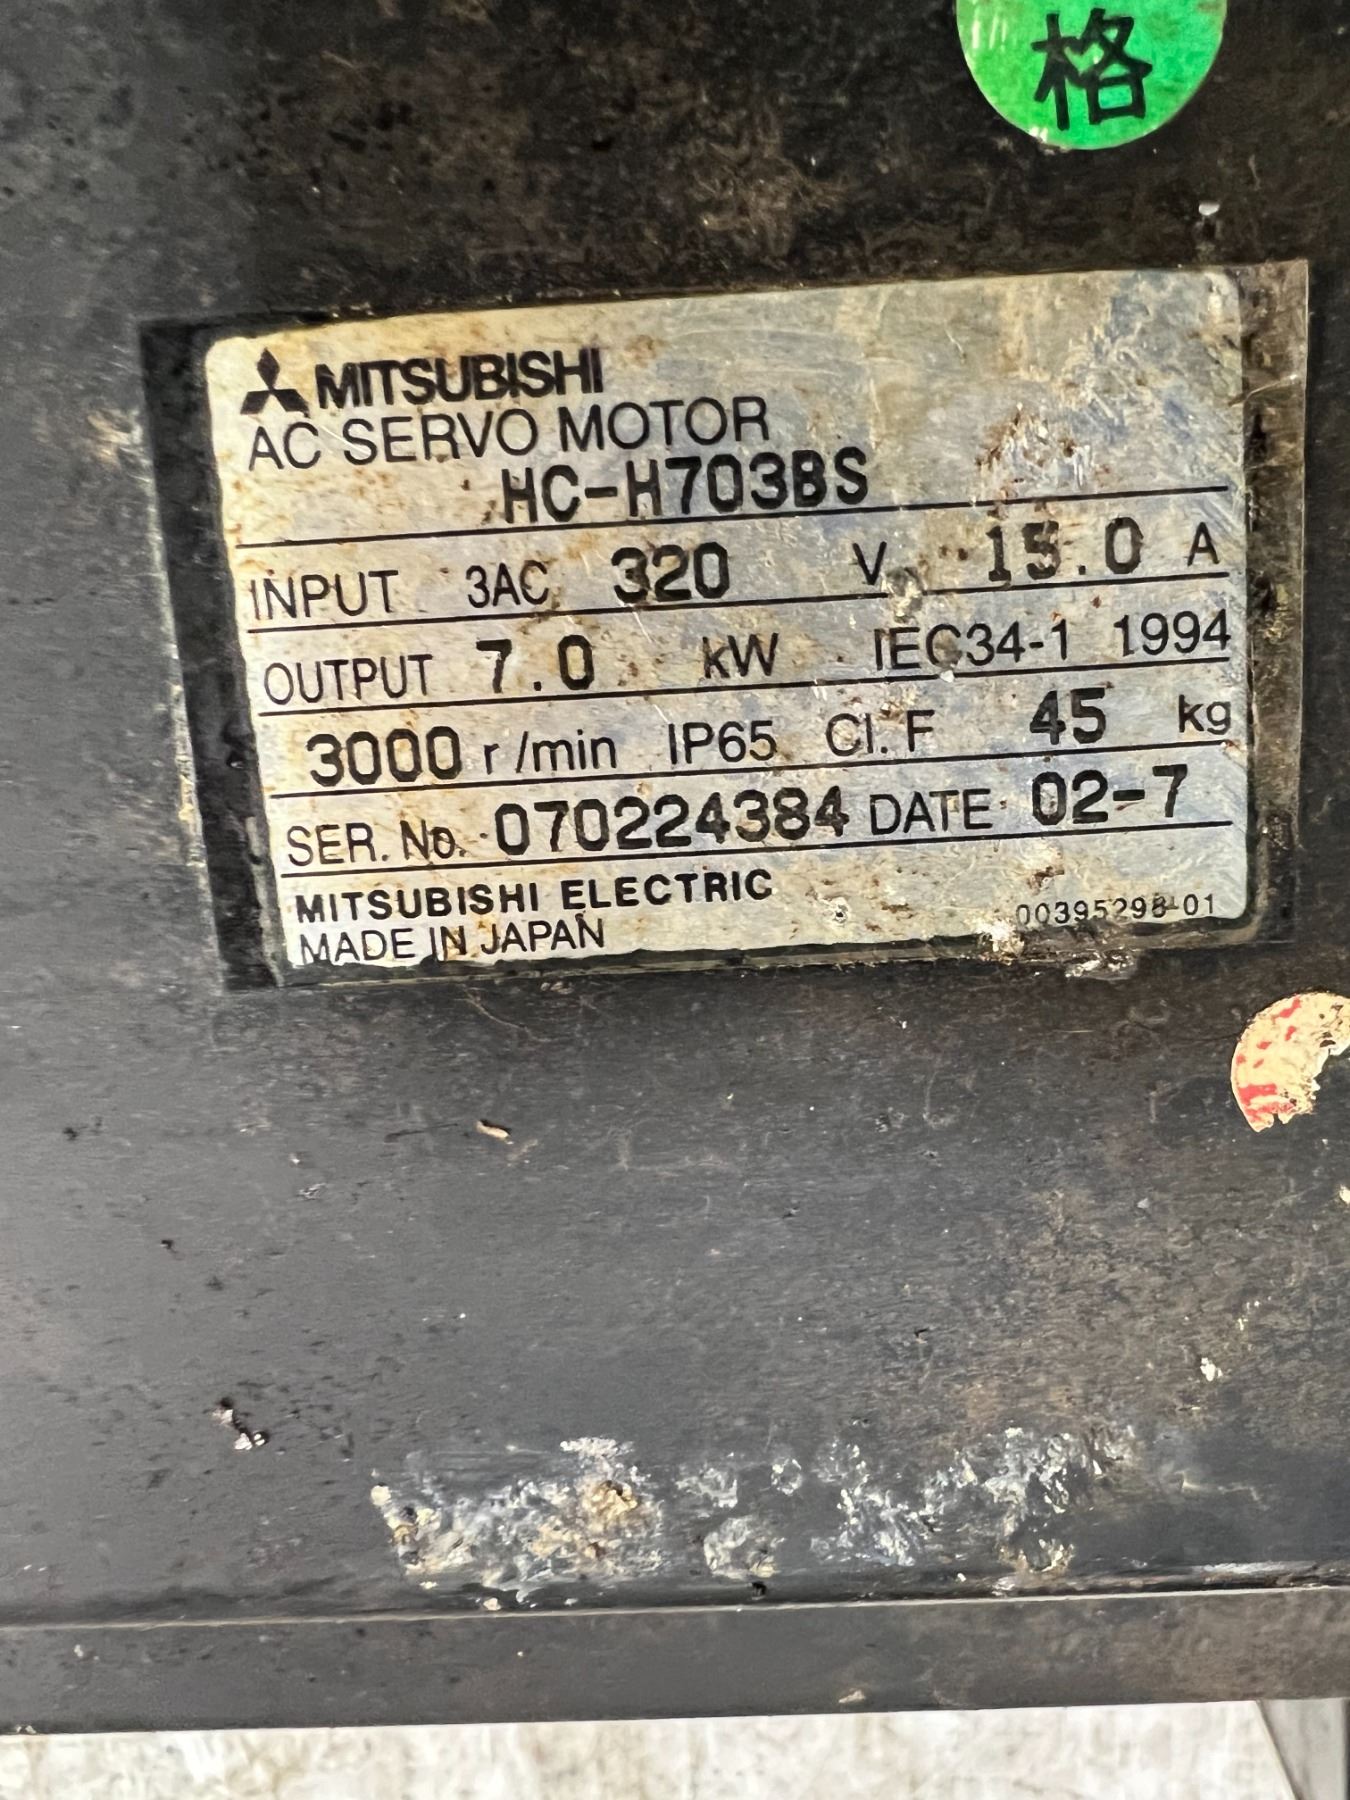 格
MITSUBISHI
AC SERVO MOTOR
HC-H703BS
INPUT 3AC 320 V 15.0 A
OUTPUT 7.0 kW IEC34-1 1994
3000 r/min IP65 Cl. F 45 kg
SER. No. 070224384 DATE 02-7
MITSUBISHI ELECTRIC
MADE IN JAPAN
00395298-01